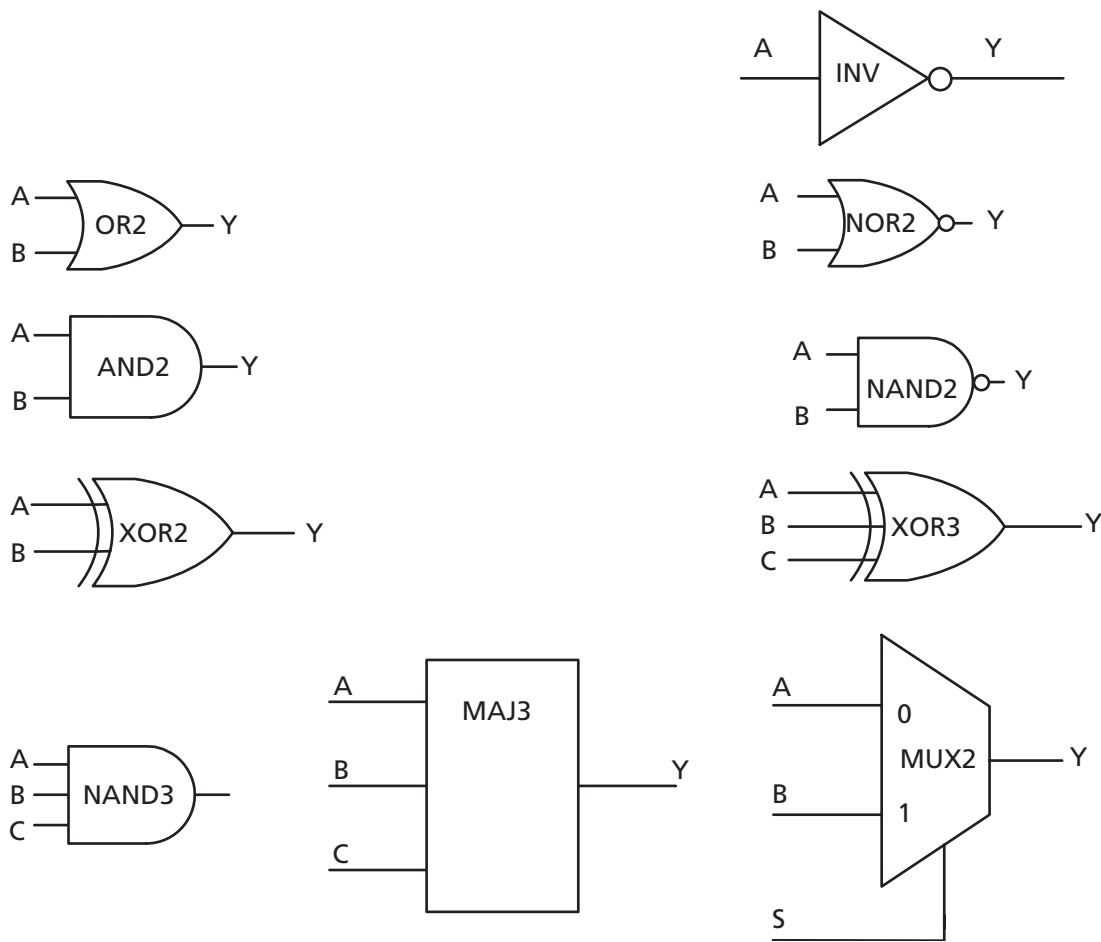 A INV Y
A OR2 Y
B
A NOR2 Y
B
A AND2 Y
B
A NAND2 Y
B
A XOR2 Y
B
A XOR3 Y
B
C
A
B NAND3
C
A MAJ3
B Y
C
A 0
MUX2 Y
B 1
S